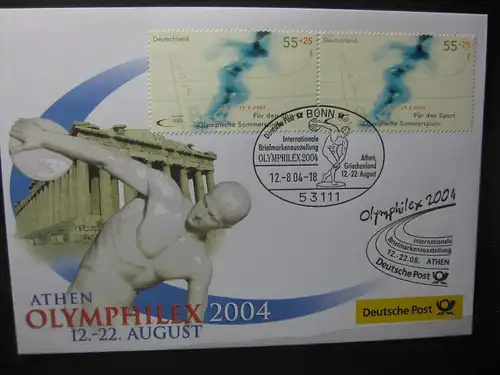 Deutschland 55+25
Deutschland 55+25
Für den Sport
Olympische Sommerspiele
Für den Sport
Olympische Sommerspiele
Deutsche Post BONN
Internationale
Briefmarkenausstellung
OLYMPHILEX 2004
Athen,
Griechenland
12.-22. August
12.-8.04-18
53111
Olymphilex 2004
Internationale
Briefmarkenausstellung
12.-22.08. ATHEN
Deutsche Post
ATHEN
OLYMPHILEX 2004
12.-22. AUGUST
Deutsche Post